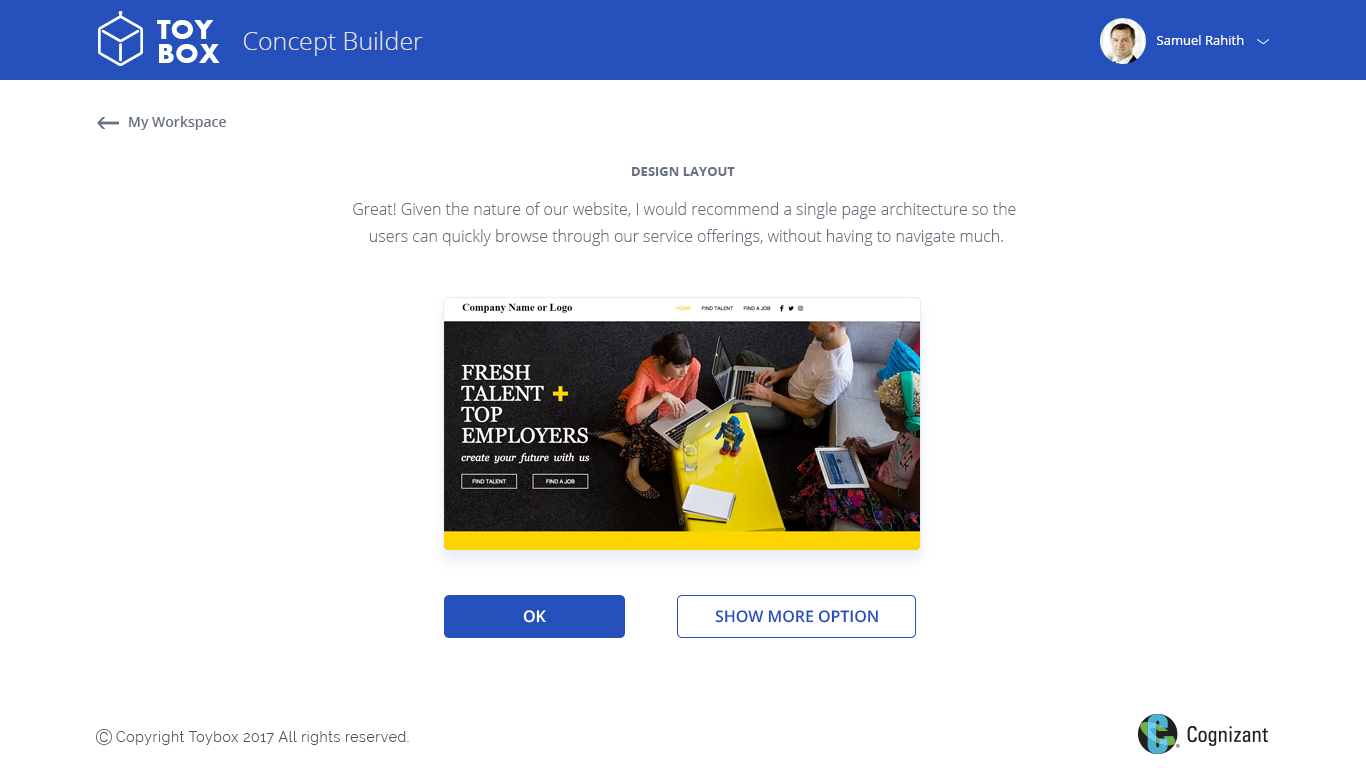 TOY
BOX
Concept Builder
Samuel Rahith
My Workspace
DESIGN LAYOUT
Great! Given the nature of our website, I would recommend a single page architecture so the
users can quickly browse through our service offerings, without having to navigate much.
Company Name or Logo
HOME FIND TALENT FIND A JOB
FRESH
TALENT +
TOP
EMPLOYERS
create your future with us
FIND TALENT FIND A JOB
OK
SHOW MORE OPTION
© Copyright Toybox 2017 All rights reserved.
Cognizant